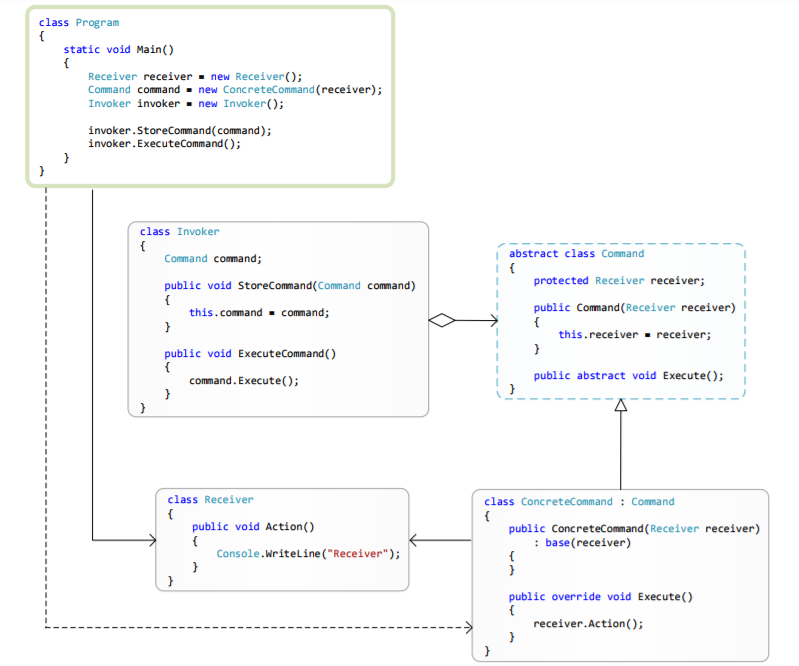 class Program
{
static void Main()
{
Receiver receiver = new Receiver();
Command command = new ConcreteCommand(receiver);
Invoker invoker = new Invoker();
invoker.StoreCommand(command);
invoker.ExecuteCommand();
}
}
class Invoker
{
Command command;
public void StoreCommand(Command command)
{
this.command = command;
}
public void ExecuteCommand()
{
command.Execute();
}
}
abstract class Command
{
protected Receiver receiver;
public Command(Receiver receiver)
{
this.receiver = receiver;
}
public abstract void Execute();
}
class Receiver
{
public void Action()
{
Console.WriteLine("Receiver");
}
}
class ConcreteCommand : Command
{
public ConcreteCommand(Receiver receiver)
: base(receiver)
{
}
public override void Execute()
{
receiver.Action();
}
}